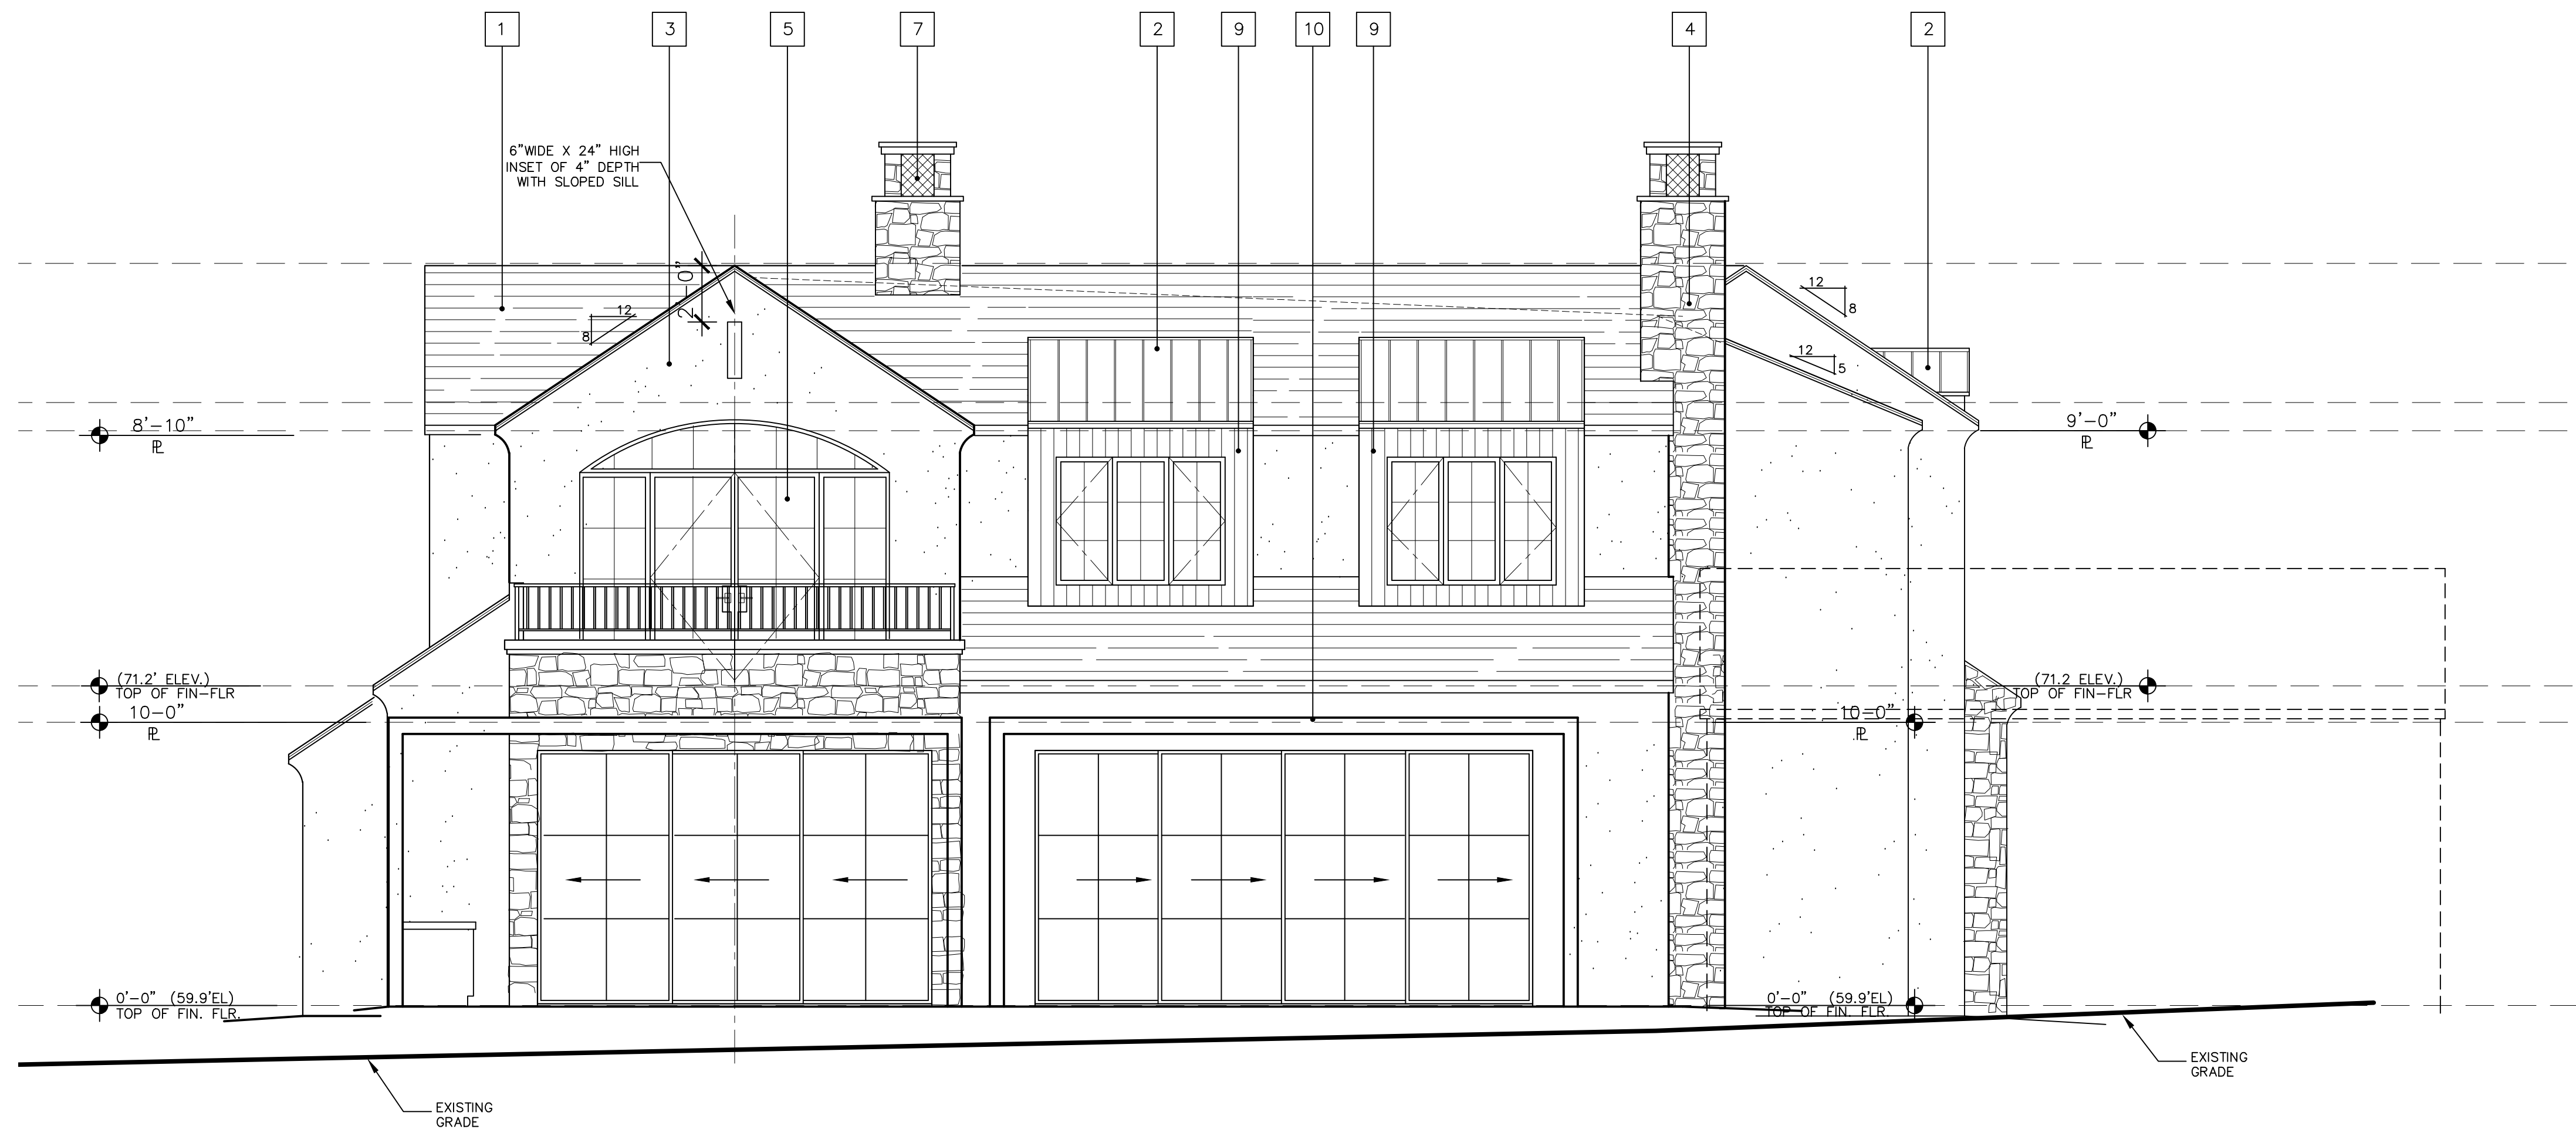 1
3
5
7
2
9
10
9
4
2
6"WIDE X 24" HIGH
INSET OF 4" DEPTH
WITH SLOPED SILL
2'-0"
12
8
12
8
12
5
8'-10"
PL
9'-0"
PL
(71.2' ELEV.)
TOP OF FIN-FLR
10-0"
PL
(71.2 ELEV.)
TOP OF FIN-FLR
10-0"
PL
0'-0" (59.9'EL)
TOP OF FIN. FLR.
0'-0" (59.9'EL)
TOP OF FIN. FLR.
EXISTING
GRADE
EXISTING
GRADE